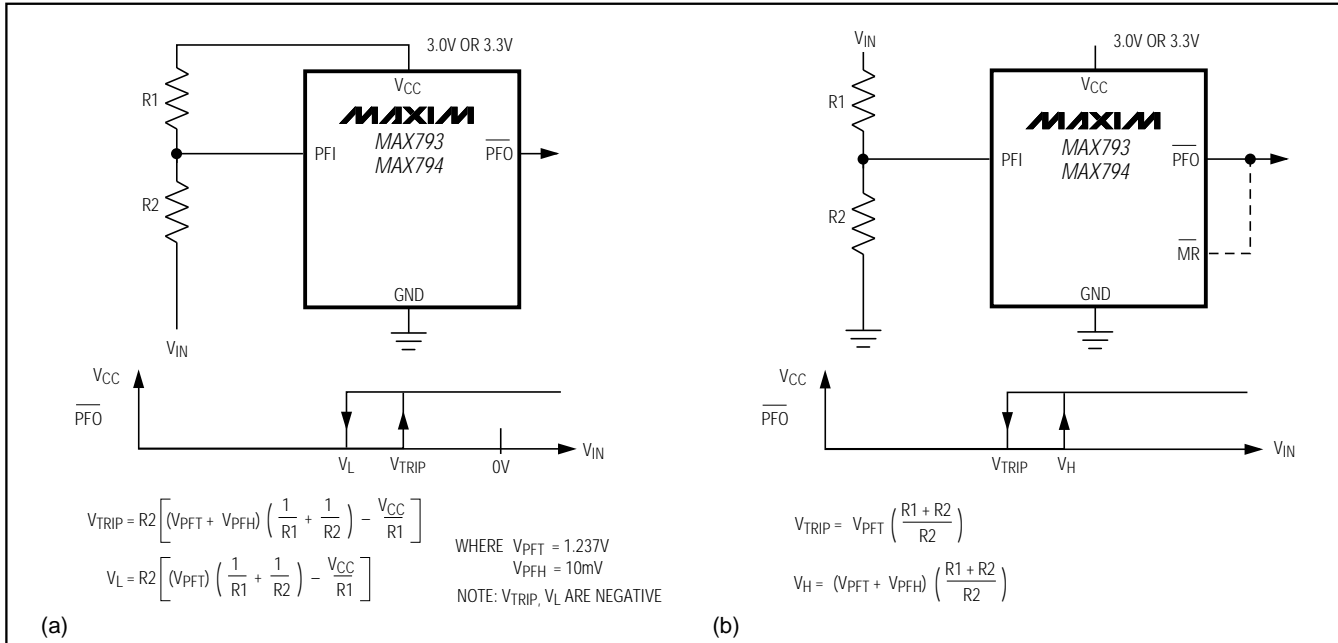 3.0V OR 3.3V
VCC
R1
MAXIM
MAX793
MAX794
PFI
PFO
R2
GND
VIN
VCC
PFO
VL
VTRIP
0V
VIN
VTRIP = R2 [ (VPFT + VPFH) ( 1/R1 + 1/R2 ) – VCC/R1 ]
VL = R2 [ (VPFT) ( 1/R1 + 1/R2 ) – VCC/R1 ]
WHERE VPFT = 1.237V
VPFH = 10mV
NOTE: VTRIP, VL ARE NEGATIVE
(a)
VIN
3.0V OR 3.3V
VCC
R1
MAXIM
MAX793
MAX794
PFI
PFO
R2
MR
GND
VCC
PFO
VTRIP
VH
VIN
VTRIP = VPFT ( R1 + R2 / R2 )
VH = (VPFT + VPFH) ( R1 + R2 / R2 )
(b)